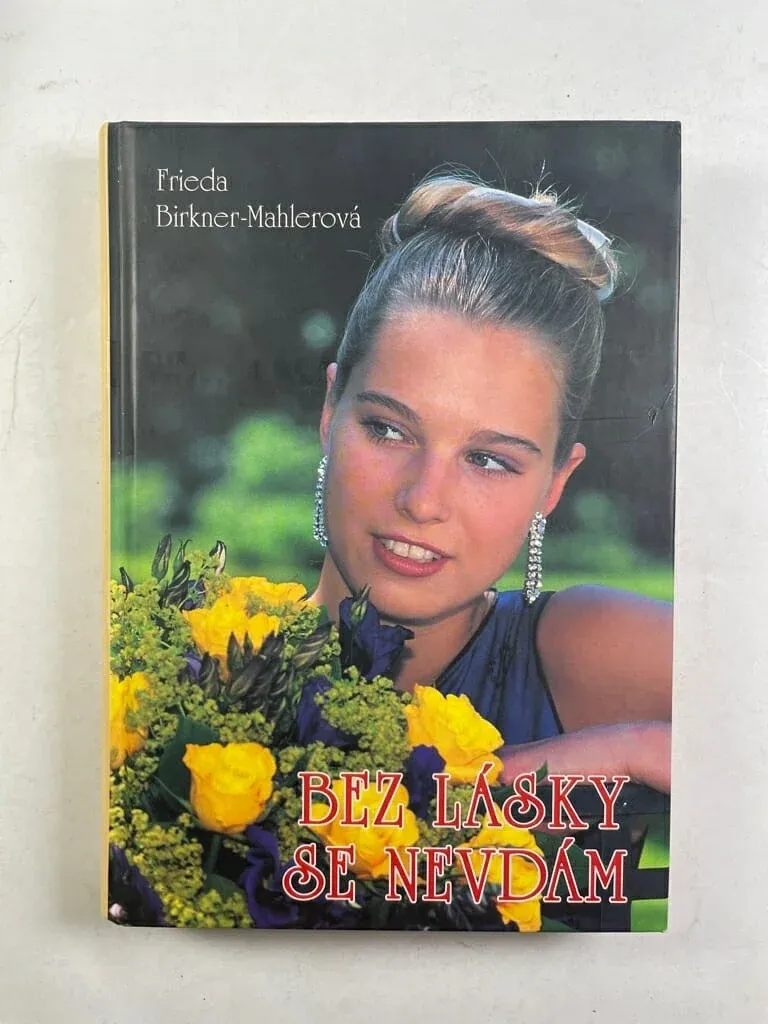 Frieda
Birkner-Mahlerová
BEZ LÁSKY
SE NEVDÁM